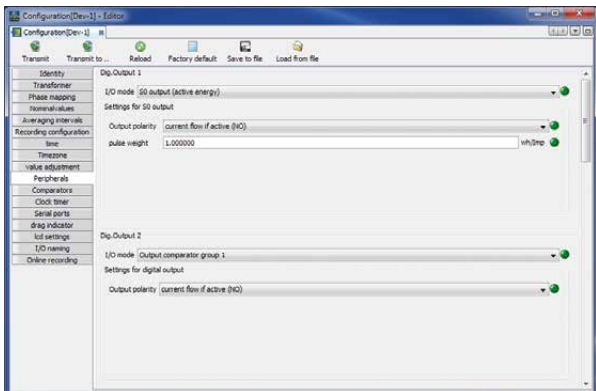 Configuration[Dev-1] - Editor
Configuration[Dev-1]
Transmit Transmit to ... Reload Factory default Save to file Load from file
Identity
Transformer
Phase mapping
Nominalvalues
Averaging intervals
Recording configuration
time
Timezone
value adjustment
Peripherals
Comparators
Clock timer
Serial ports
drag indicator
lcd settings
I/O naming
Online recording
Dig.Output 1
I/O mode S0 output (active energy)
Settings for S0 output
Output polarity current flow if active (NO)
pulse weight 1.000000 wh/Imp
Dig.Output 2
I/O mode Output comparator group 1
Settings for digital output
Output polarity current flow if active (NO)